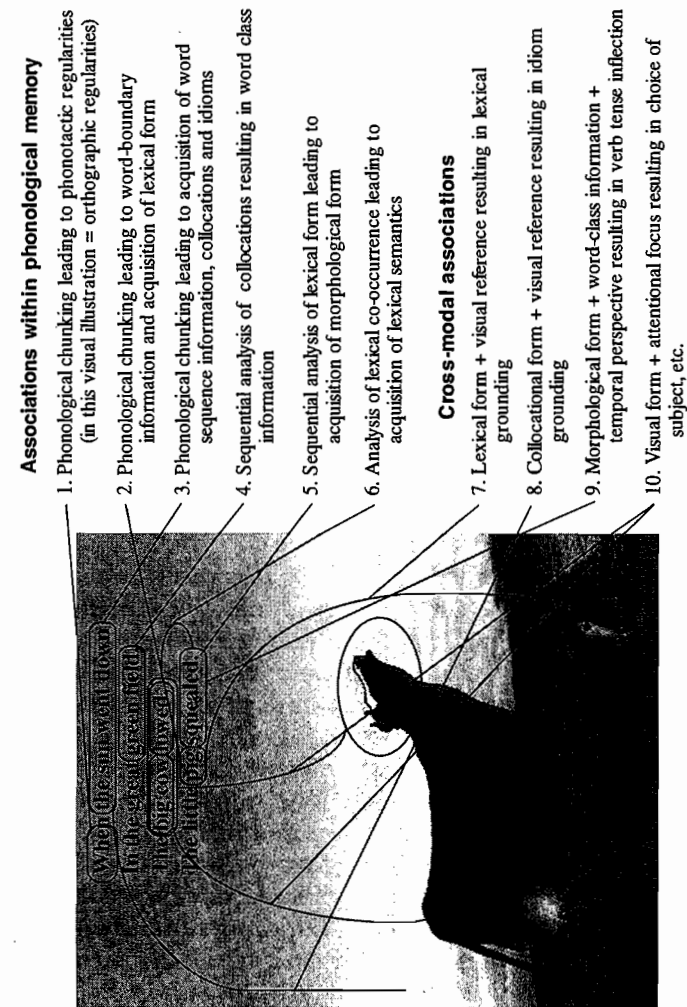 Associations within phonological memory
1. Phonological chunking leading to phonotactic regularities
(in this visual illustration = orthographic regularities)
2. Phonological chunking leading to word-boundary
information and acquisition of lexical form
3. Phonological chunking leading to acquisition of word
sequence information, collocations and idioms
4. Sequential analysis of collocations resulting in word class
information
5. Sequential analysis of lexical form leading to
acquisition of morphological form
6. Analysis of lexical co-occurrence leading to
acquisition of lexical semantics
Cross-modal associations
7. Lexical form + visual reference resulting in lexical
grounding
8. Collocational form + visual reference resulting in idiom
grounding
9. Morphological form + word-class information +
temporal perspective resulting in verb tense inflection
10. Visual form + attentional focus resulting in choice of
subject, etc.
When the sun went down
In the green green field
The big cow lowed
The little pig squealed